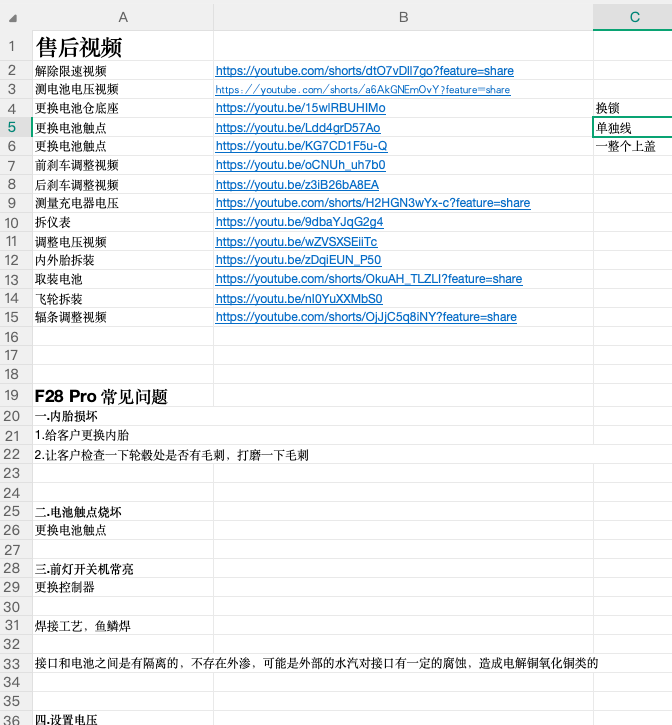 A B C
1 售后视频
2 解除限速视频 https://youtube.com/shorts/dtO7vDll7go?feature=share
3 测电池电压视频 https://youtube.com/shorts/a6AkGNEmOvY?feature=share
4 更换电池仓底座 https://youtu.be/15wlRBUHIMo 换锁
5 更换电池触点 https://youtu.be/Ldd4grD57Ao 单独线
6 更换电池触点 https://youtu.be/KG7CD1F5u-Q 一整个上盖
7 前刹车调整视频 https://youtu.be/oCNUh_uh7b0
8 后刹车调整视频 https://youtu.be/z3iB26bA8EA
9 测量充电器电压 https://youtube.com/shorts/H2HGN3wYx-c?feature=share
10 拆仪表 https://youtu.be/9dbaYJqG2g4
11 调整电压视频 https://youtu.be/wZVSXSEiiTc
12 内外胎拆装 https://youtu.be/zDqiEUN_P50
13 取装电池 https://youtube.com/shorts/OkuAH_TLZLI?feature=share
14 飞轮拆装 https://youtu.be/nI0YuXXMbS0
15 辐条调整视频 https://youtube.com/shorts/OjJjC5q8iNY?feature=share
16
17
18
19 F28 Pro 常见问题
20 一.内胎损坏
21 1.给客户更换内胎
22 2.让客户检查一下轮毂处是否有毛刺，打磨一下毛刺
23
24
25 二.电池触点烧坏
26 更换电池触点
27
28 三.前灯开关机常亮
29 更换控制器
30
31 焊接工艺，鱼鳞焊
32
33 接口和电池之间是有隔离的，不存在外渗，可能是外部的水汽对接口有一定的腐蚀，造成电解铜氧化铜类的
34
35
36 四.设置电压